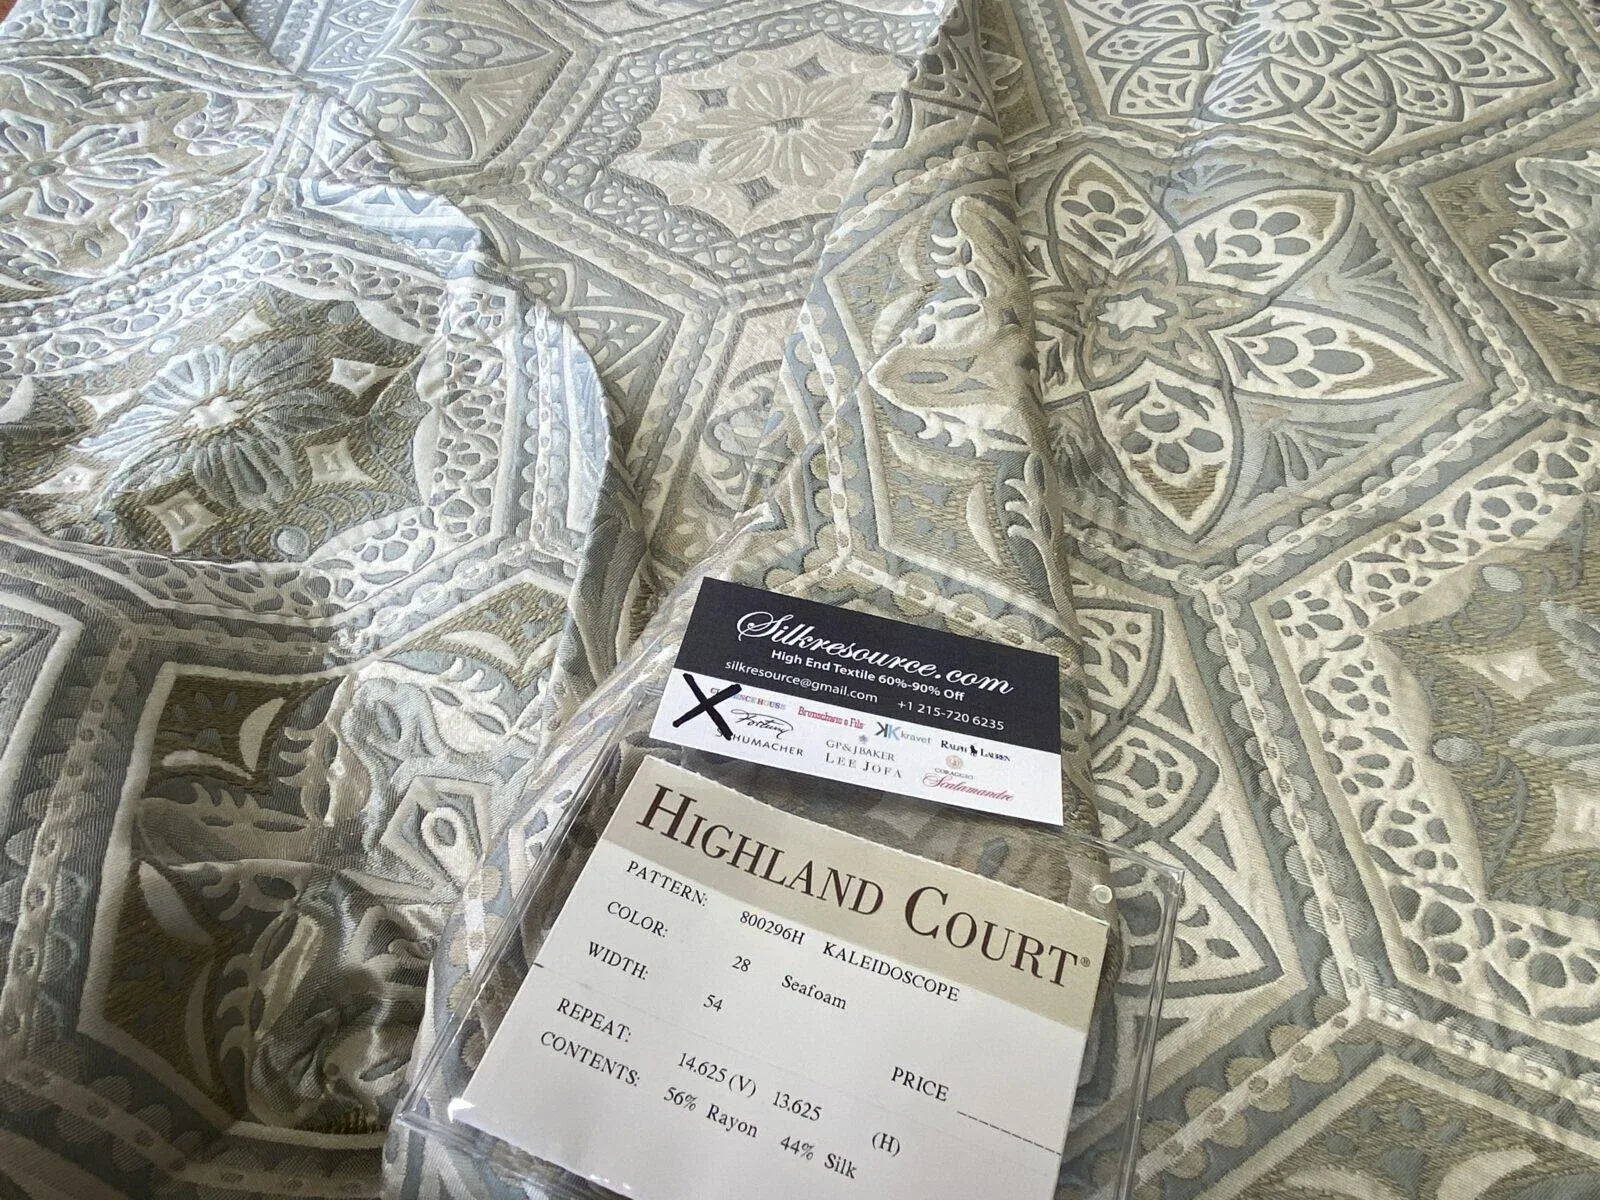 Silkresource.com
High End Textile 60%-90% Off
silkresource@gmail.com +1 215-720 6235
Brunschwig & Fils kravet RALPH LAUREN
Fortuny
SCHUMACHER GP&JBAKER CORAGGIO
LEE JOFA Scalamandre
HIGHLAND COURT®
PATTERN: 800296H KALEIDOSCOPE
COLOR: 28 Seafoam
WIDTH: 54
PRICE
REPEAT: 14.625 (V) 13.625 (H)
CONTENTS: 56% Rayon 44% Silk